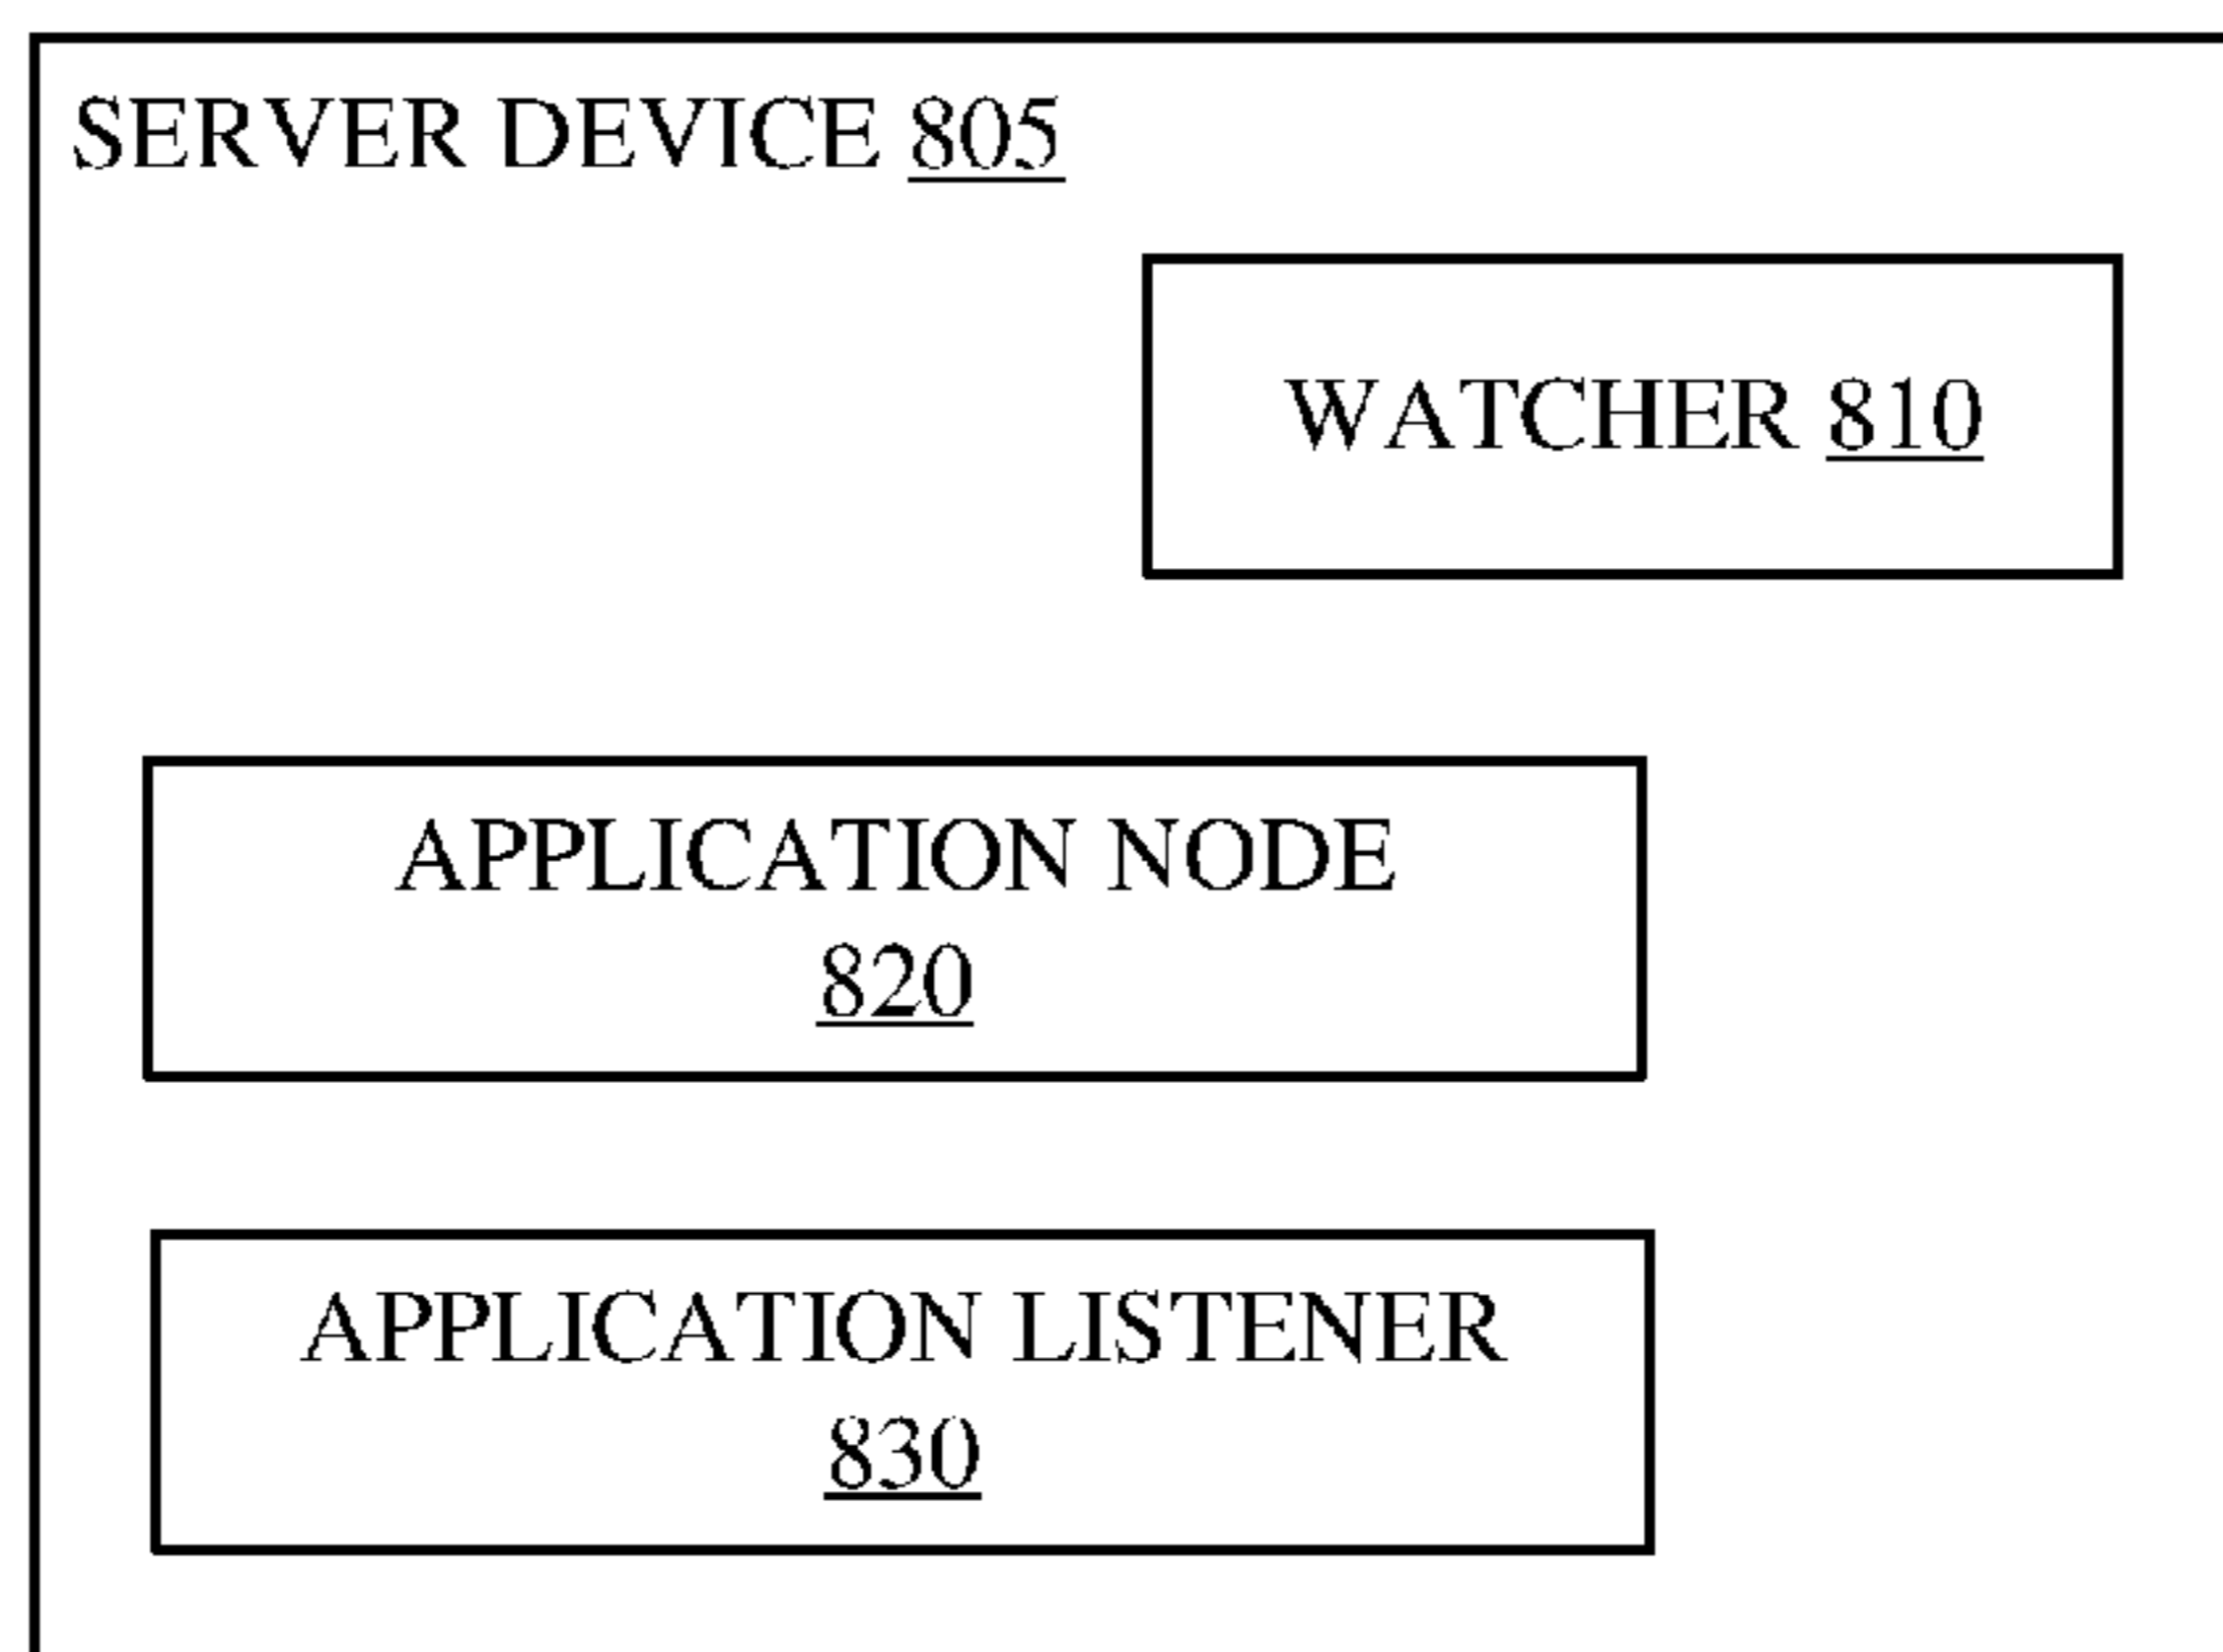 SERVER DEVICE 805
WATCHER 810
APPLICATION NODE
820
APPLICATION LISTENER
830